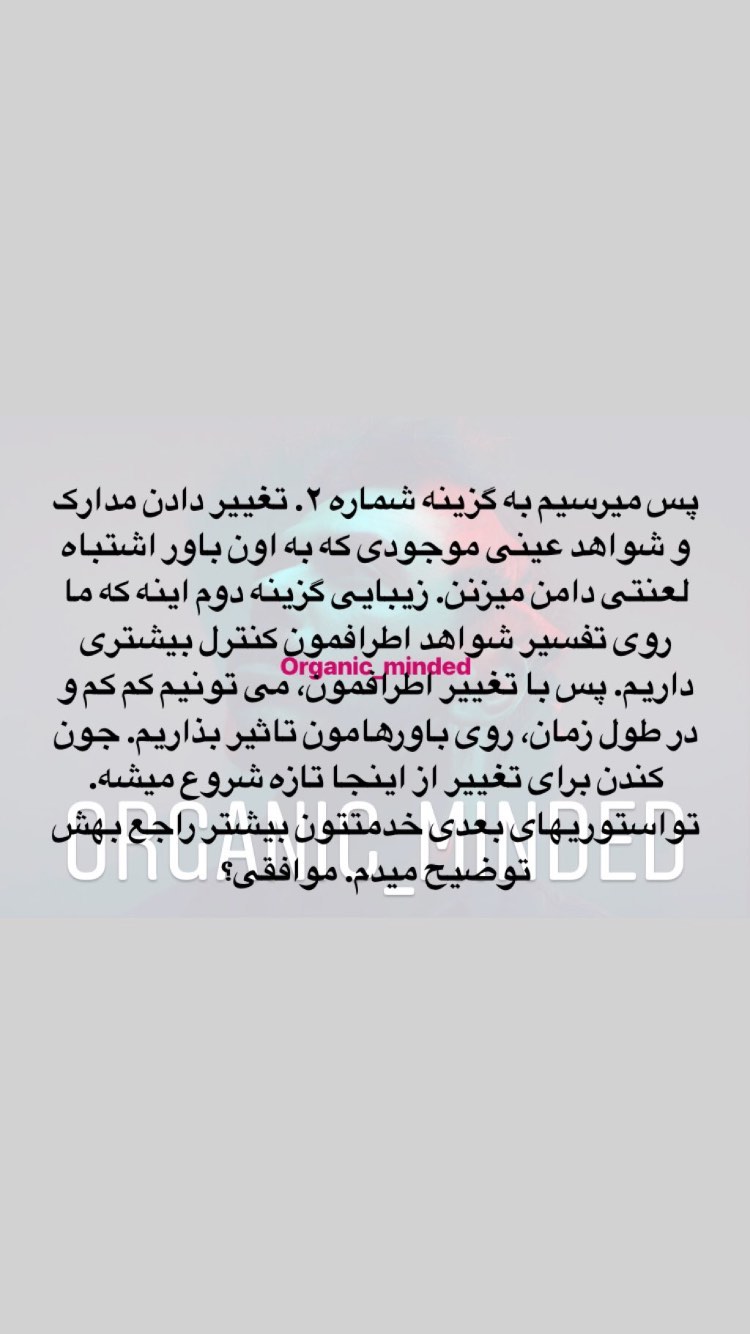 پس میرسیم به گزینه شماره ۲. تغییر دادن مدارک
و شواهد عینی موجودی که به اون باور اشتباه
لعنتی دامن میزنن. زیبایی گزینه دوم اینه که ما
روی تفسیر شواهد اطرافمون کنترل بیشتری
Organic_minded
داریم. پس با تغییر اطرافمون، می تونیم کم کم و
در طول زمان، روی باورهامون تاثیر بذاریم. جون
کندن برای تغییر از اینجا تازه شروع میشه.
تواستوریهای بعدی خدمتتون بیشتر راجع بهش
ORGANIC_MINDED
توضیح میدم. موافقی؟